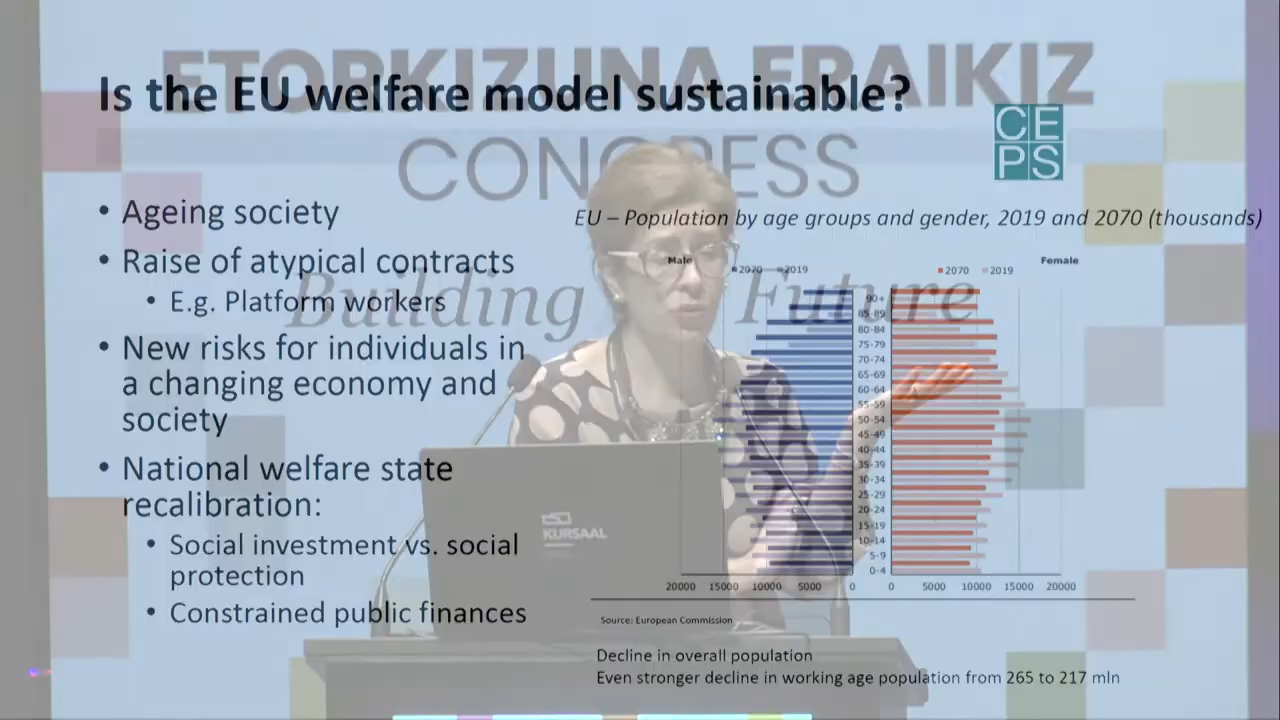 ETORKIZUNA ERAIKIZ
CONGRESS
Building Future
KURSAAL
Is the EU welfare model sustainable?
CE
PS
• Ageing society
• Raise of atypical contracts
• E.g. Platform workers
• New risks for individuals in
a changing economy and
society
• National welfare state
recalibration:
• Social investment vs. social
protection
• Constrained public finances
EU – Population by age groups and gender, 2019 and 2070 (thousands)
Male
Female
2070 2019
2070 2019
90+
85-89
80-84
75-79
70-74
65-69
60-64
55-59
50-54
45-49
40-44
35-39
30-34
25-29
20-24
15-19
10-14
5-9
0-4
20000 15000 10000 5000 0 0 5000 10000 15000 20000
Source: European Commission
Decline in overall population
Even stronger decline in working age population from 265 to 217 mln